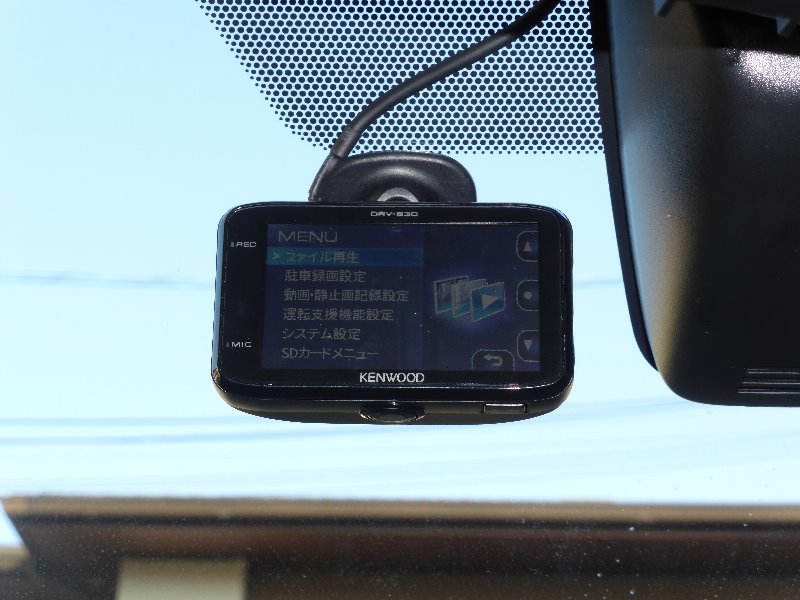 DRV-830
REC
MENU
> ファイル再生
駐車録画設定
動画・静止画記録設定
運転支援機能設定
システム設定
SDカードメニュー
MIC
KENWOOD